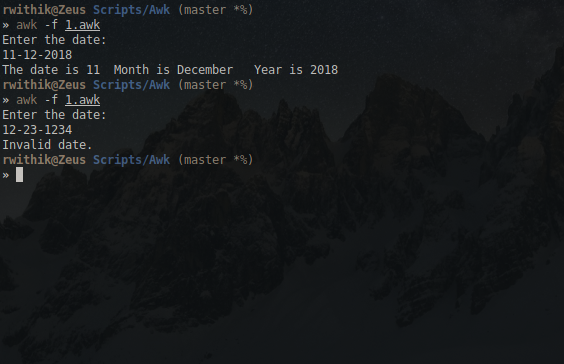 rwithik@Zeus Scripts/Awk (master *%)
» awk -f 1.awk
Enter the date:
11-12-2018
The date is 11  Month is December   Year is 2018
rwithik@Zeus Scripts/Awk (master *%)
» awk -f 1.awk
Enter the date:
12-23-1234
Invalid date.
rwithik@Zeus Scripts/Awk (master *%)
»